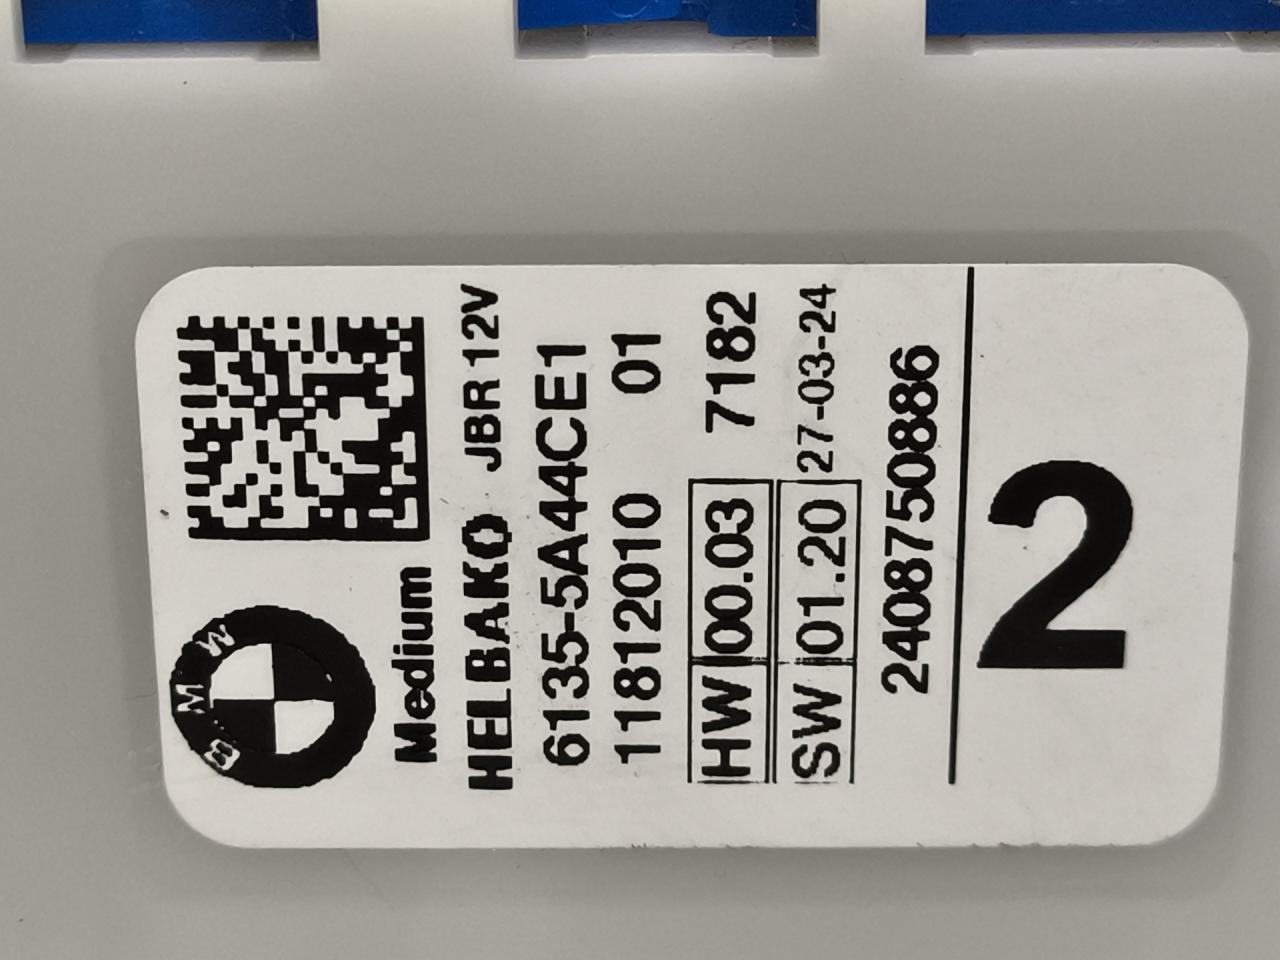 BMW
Medium
HELBAKO JBR 12V
6135-5A44CE1
11812010 01
HW 00.03 7182
SW 01.20 27-03-24
2408750886
2